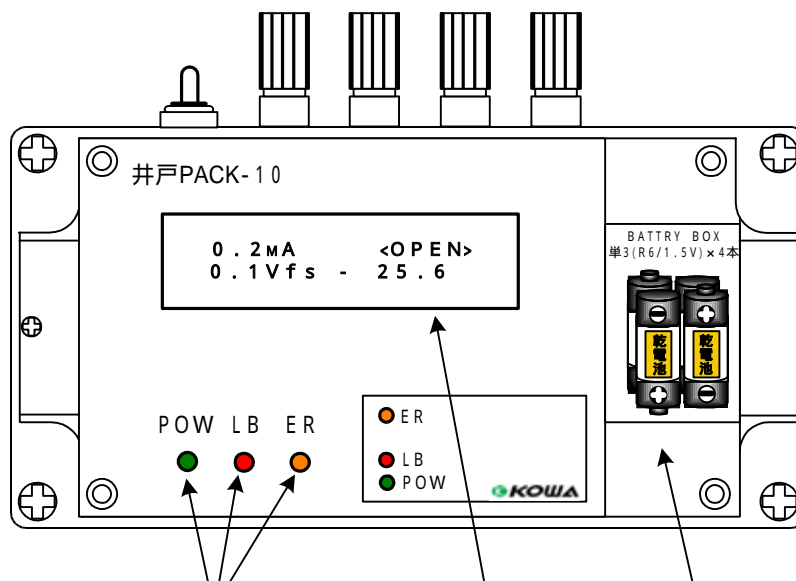 井戸PACK-10
0.2MA <OPEN>
0.1Vfs - 25.6
BATTRY BOX
単3(R6/1.5V)×4本
乾電池
乾電池
POW LB ER
ER
LB
POW
KOWA